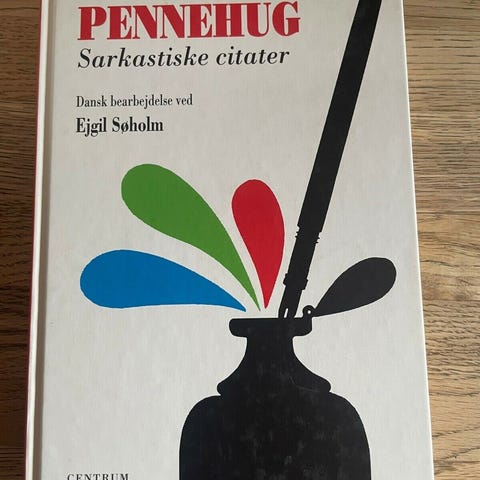 PENNEHUG
Sarkastiske citater
Dansk bearbejdelse ved
Ejgil Søholm
CENTRUM